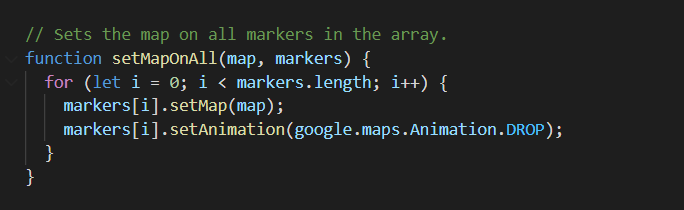 // Sets the map on all markers in the array.
function setMapOnAll(map, markers) {
for (let i = 0; i < markers.length; i++) {
markers[i].setMap(map);
markers[i].setAnimation(google.maps.Animation.DROP);
}
}